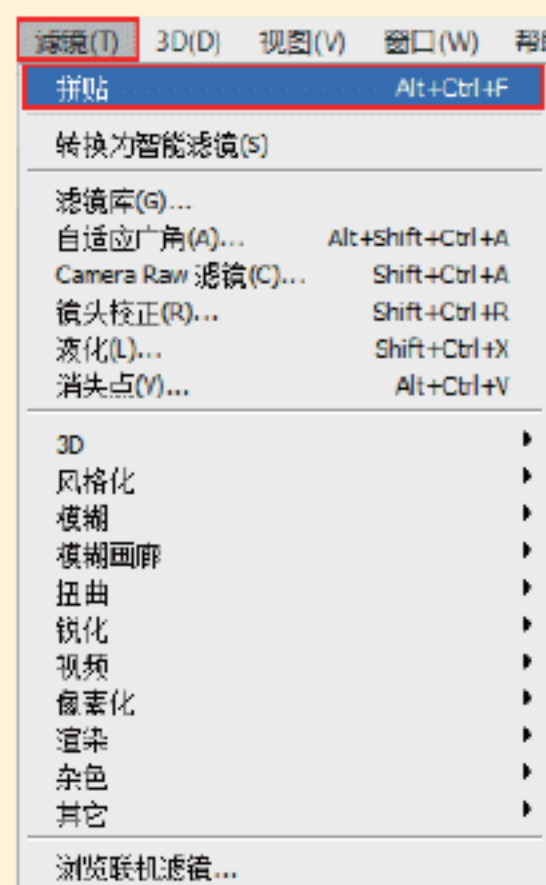 滤镜(T) 3D(D) 视图(V) 窗口(W) 帮
拼贴 Alt+Ctrl+F
转换为智能滤镜(S)
滤镜库(G)...
自适应广角(A)... Alt+Shift+Ctrl+A
Camera Raw 滤镜(C)... Shift+Ctrl+A
镜头校正(R)... Shift+Ctrl+R
液化(L)... Shift+Ctrl+X
消失点(V)... Alt+Ctrl+V
3D
风格化
模糊
模糊画廊
扭曲
锐化
视频
像素化
渲染
杂色
其它
浏览联机滤镜...